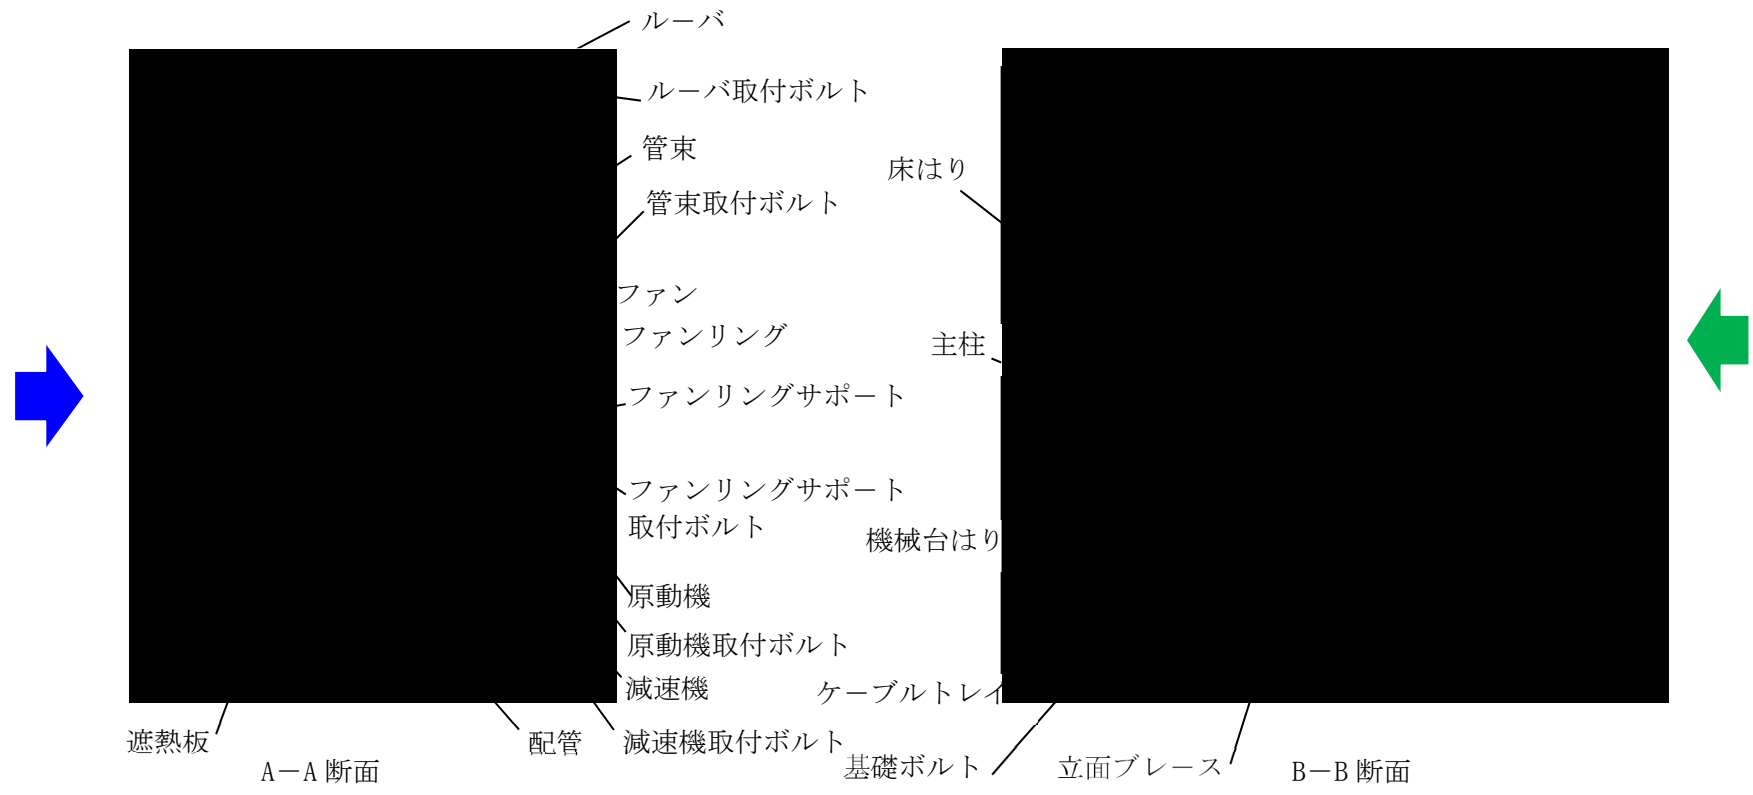 ルーバ
ルーバ取付ボルト
管束
管束取付ボルト
ファン
ファンリング
ファンリングサポート
ファンリングサポート
取付ボルト
原動機
原動機取付ボルト
減速機
減速機取付ボルト
配管
遮熱板
A－A 断面
床はり
主柱
機械台はり
ケーブルトレイ
基礎ボルト
立面ブレース
B－B 断面